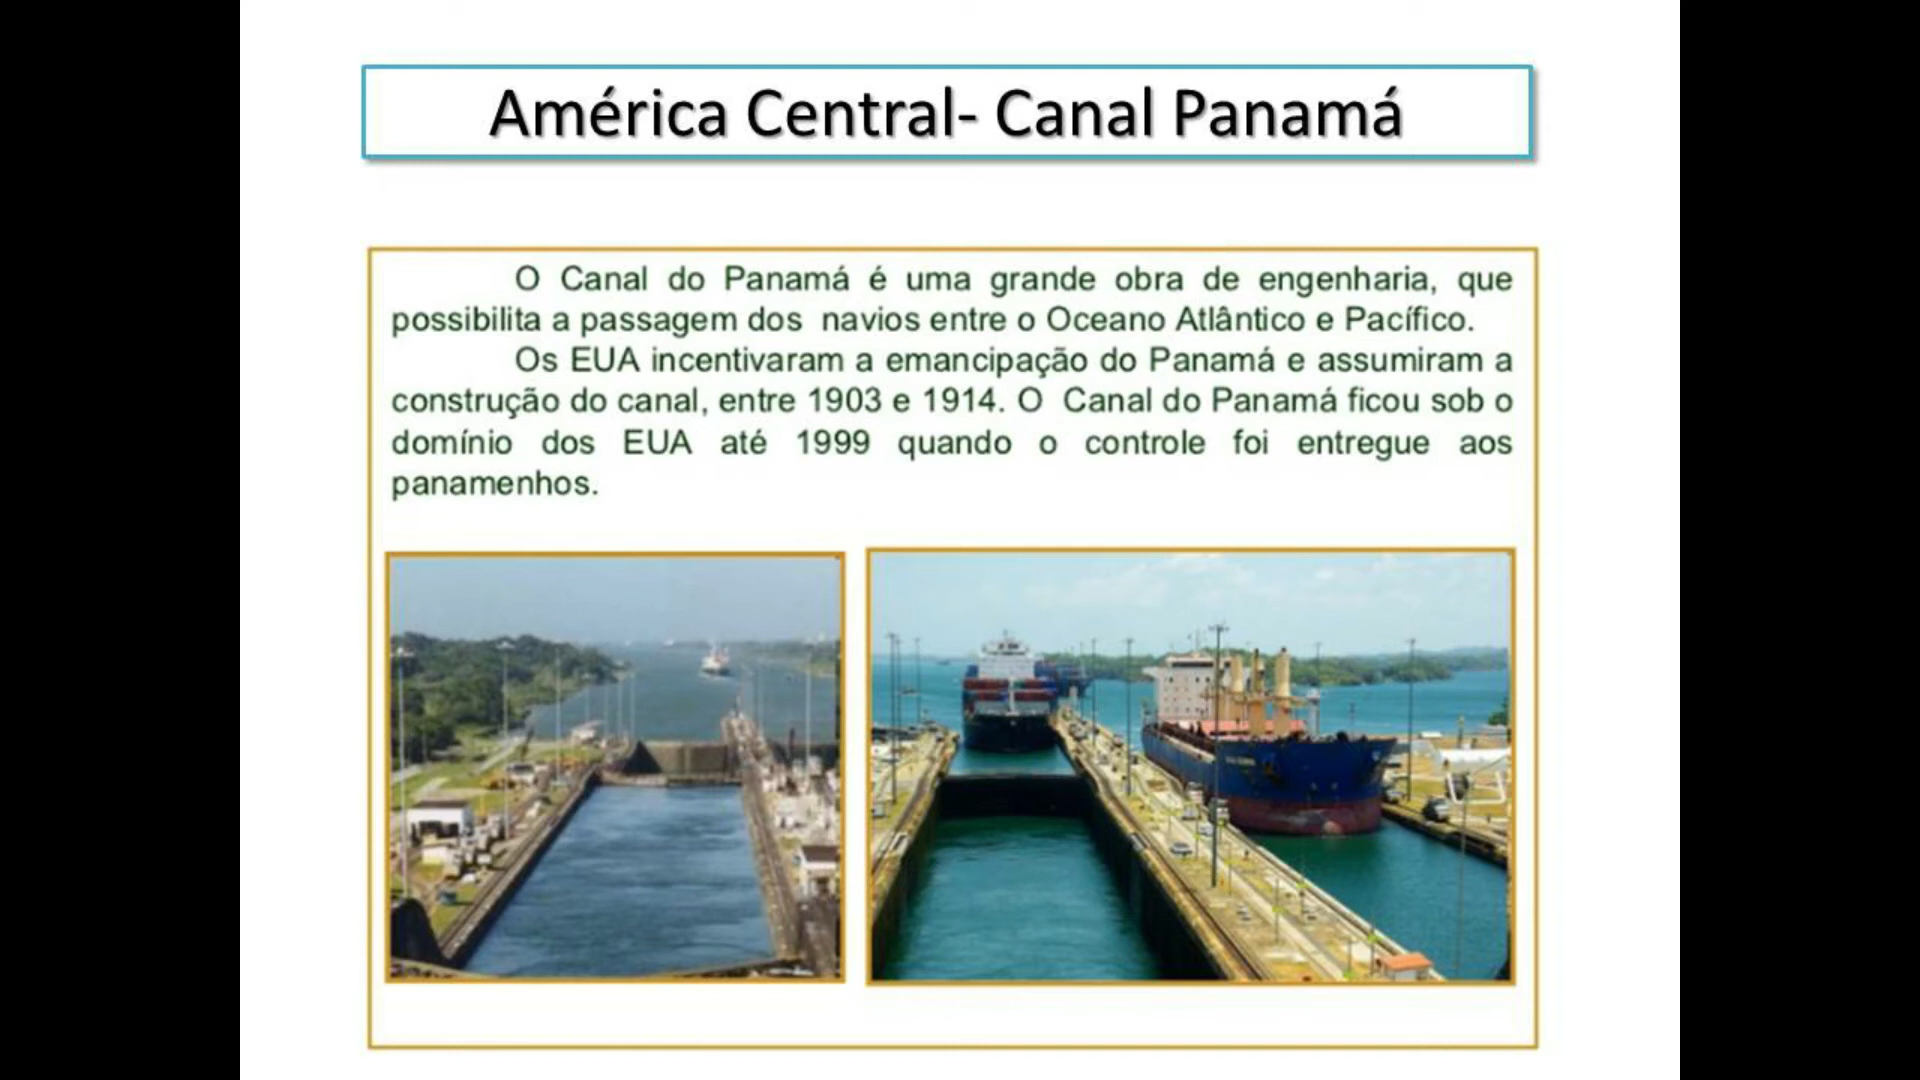 América Central- Canal Panamá
O Canal do Panamá é uma grande obra de engenharia, que
possibilita a passagem dos navios entre o Oceano Atlântico e Pacífico.
Os EUA incentivaram a emancipação do Panamá e assumiram a
construção do canal, entre 1903 e 1914. O Canal do Panamá ficou sob o
domínio dos EUA até 1999 quando o controle foi entregue aos
panamenhos.